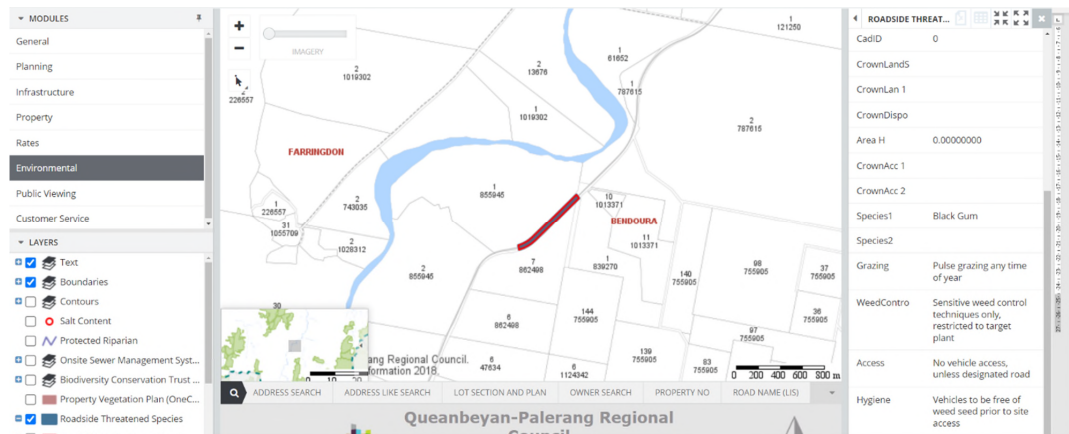 MODULES
General
Planning
Infrastructure
Property
Rates
Environmental
Public Viewing
Customer Service
LAYERS
Text
Boundaries
Contours
Salt Content
Protected Riparian
Onsite Sewer Management Syst...
Biodiversity Conservation Trust ...
Property Vegetation Plan (OneC...
Roadside Threatened Species
+
−
IMAGERY
1
121250
2
1019302
2
13676
1
61652
1
787615
2
226557
1
1019302
2
787615
FARRINGDON
1
855945
10
1013371
BENDOURA
1
226557
31
1055709
2
743035
2
1028312
11
1013371
7
862498
1
839270
2
855945
140
755905
98
755905
37
755905
30
144
755905
36
755905
6
862498
97
755905
139
755905
83
755905
6
47634
6
1124342
ang Regional Council.
formation 2018.
0 10 20
0 200 400 600 800 m
ADDRESS SEARCH
ADDRESS LIKE SEARCH
LOT SECTION AND PLAN
OWNER SEARCH
PROPERTY NO
ROAD NAME (LIS)
Queanbeyan-Palerang Regional
Council
ROADSIDE THREAT...
CadID 0
CrownLandS
CrownLan 1
CrownDispo
Area H 0.00000000
CrownAcc 1
CrownAcc 2
Species1 Black Gum
Species2
Grazing Pulse grazing any time
of year
WeedContro Sensitive weed control
techniques only,
restricted to target
plant
Access No vehicle access,
unless designated road
Hygiene Vehicles to be free of
weed seed prior to site
access